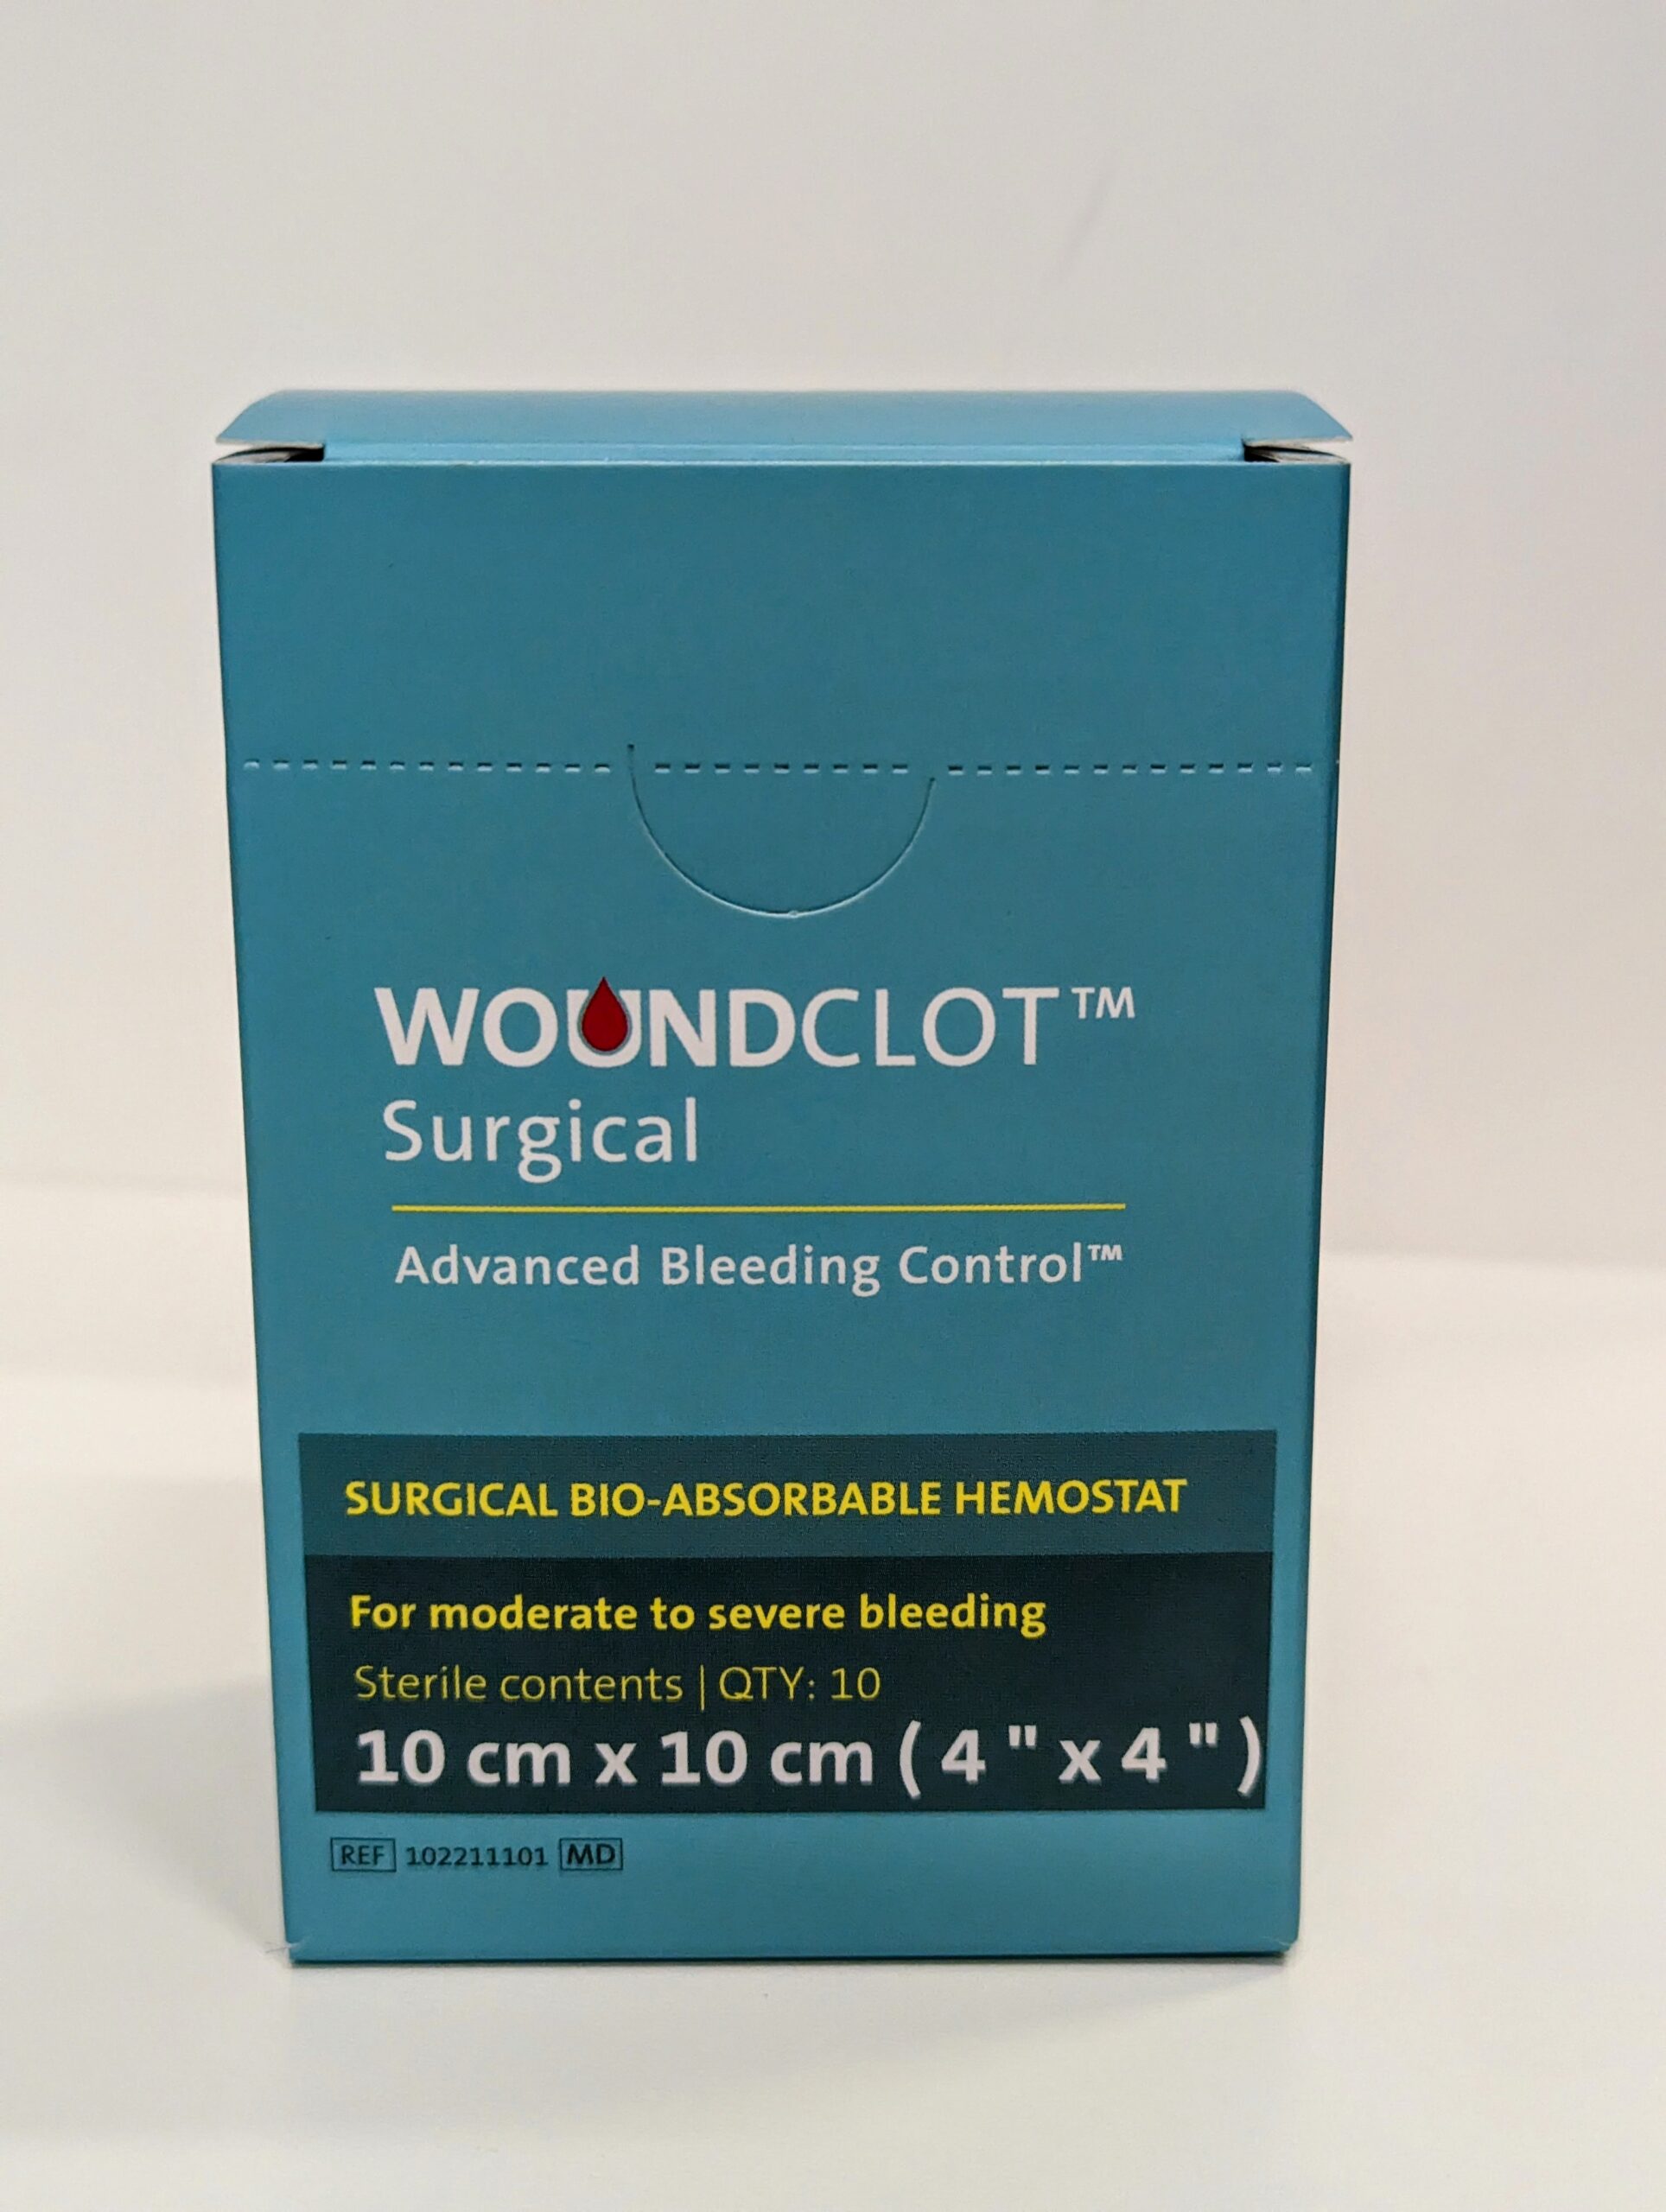 WOUNDCLOT™
Surgical
Advanced Bleeding Control™
SURGICAL BIO-ABSORBABLE HEMOSTAT
For moderate to severe bleeding
Sterile contents | QTY: 10
10 cm x 10 cm ( 4 " x 4 " )
REF 102211101 MD